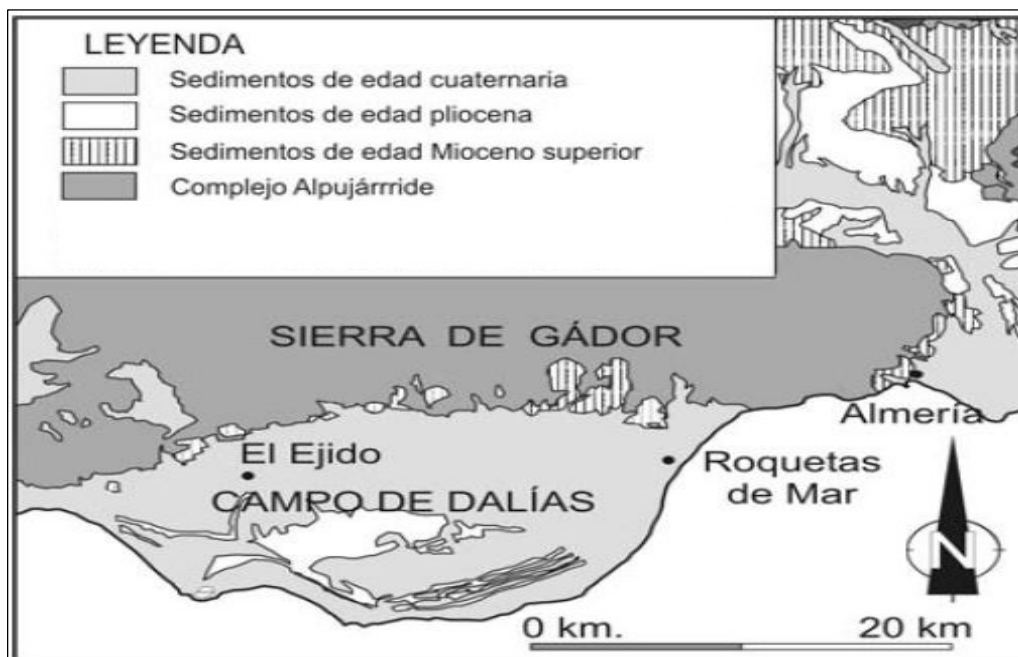 LEYENDA
Sedimentos de edad cuaternaria
Sedimentos de edad pliocena
Sedimentos de edad Mioceno superior
Complejo Alpujárrride
SIERRA DE GÁDOR
Almería
El Ejido
Roquetas
de Mar
CAMPO DE DALÍAS
N
0 km.
20 km